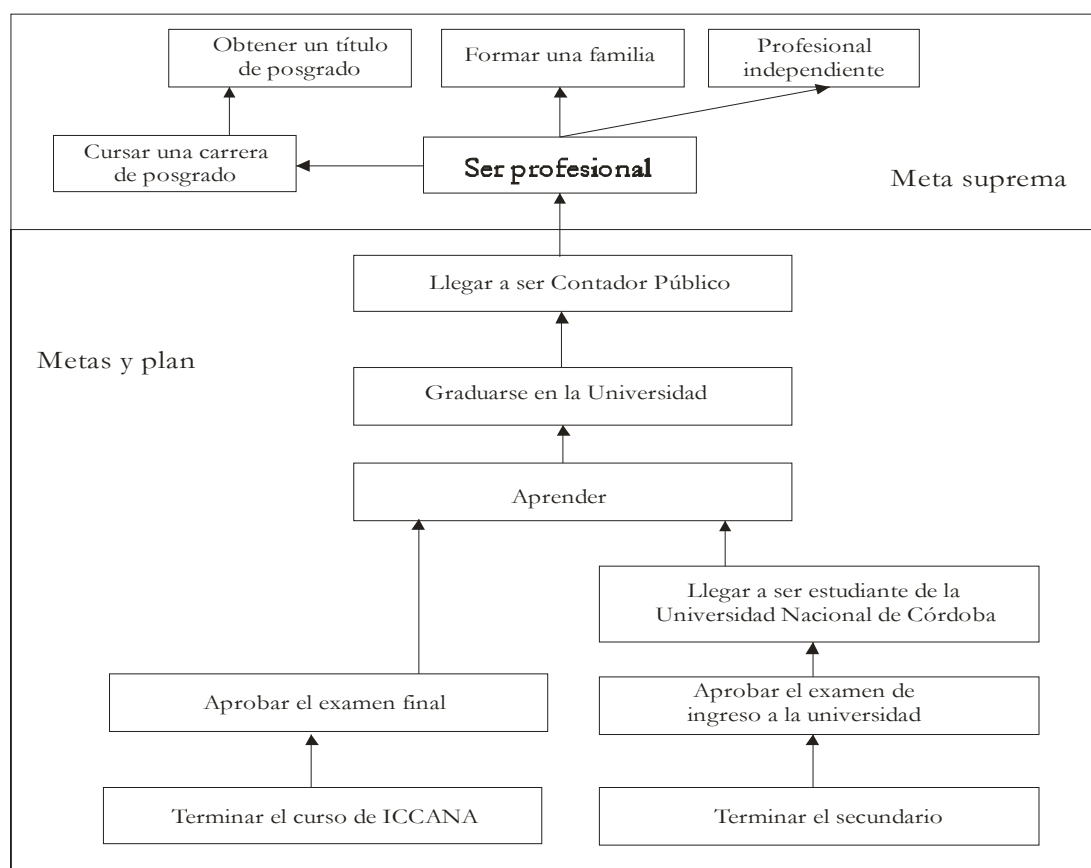 Obtener un título
de posgrado
Formar una familia
Profesional
independiente
Cursar una carrera
de posgrado
Ser profesional
Meta suprema
Llegar a ser Contador Público
Metas y plan
Graduarse en la Universidad
Aprender
Llegar a ser estudiante de la
Universidad Nacional de Córdoba
Aprobar el examen final
Aprobar el examen de
ingreso a la universidad
Terminar el curso de ICCANA
Terminar el secundario